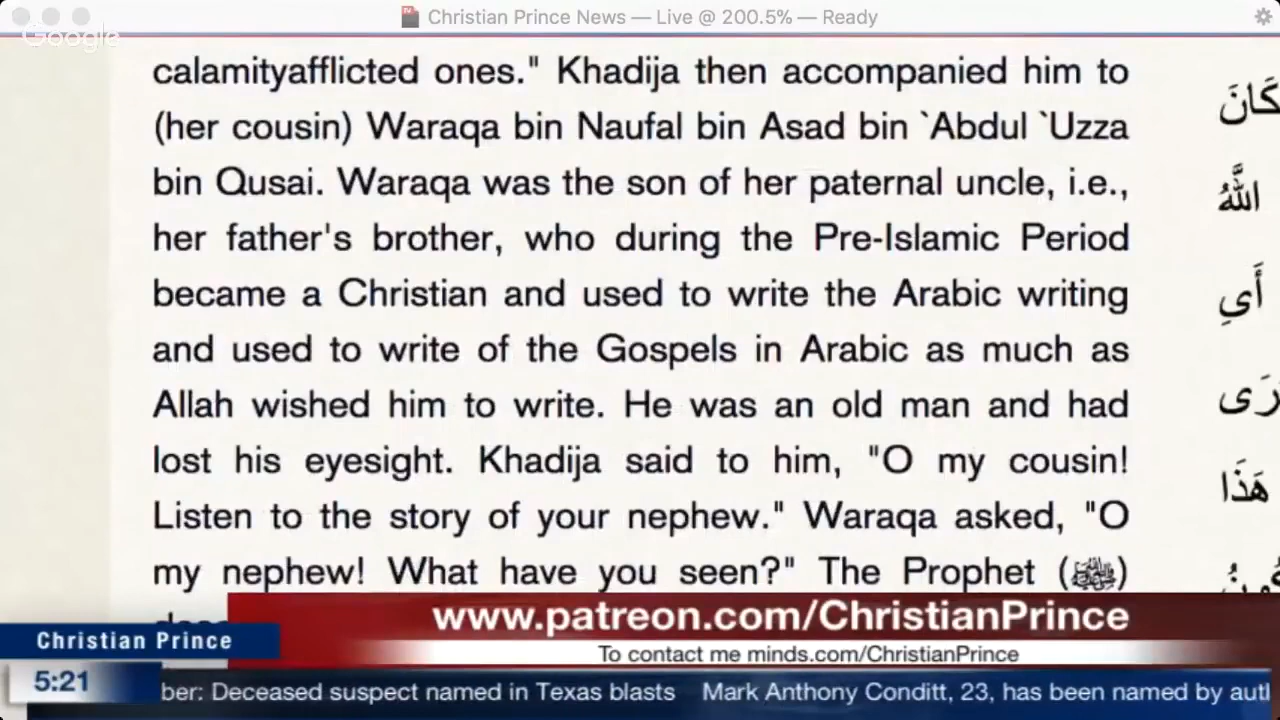 Christian Prince News — Live @ 200.5% — Ready
Google
calamityafflicted ones." Khadija then accompanied him to
(her cousin) Waraqa bin Naufal bin Asad bin `Abdul `Uzza
bin Qusai. Waraqa was the son of her paternal uncle, i.e.,
her father's brother, who during the Pre-Islamic Period
became a Christian and used to write the Arabic writing
and used to write of the Gospels in Arabic as much as
Allah wished him to write. He was an old man and had
lost his eyesight. Khadija said to him, "O my cousin!
Listen to the story of your nephew." Waraqa asked, "O
my nephew! What have you seen?" The Prophet (ﷺ)
كَانَ
اللَّهُ
أَىِ
هَذَا
www.patreon.com/ChristianPrince
To contact me minds.com/ChristianPrince
Christian Prince
5:21
ber: Deceased suspect named in Texas blasts Mark Anthony Conditt, 23, has been named by autl